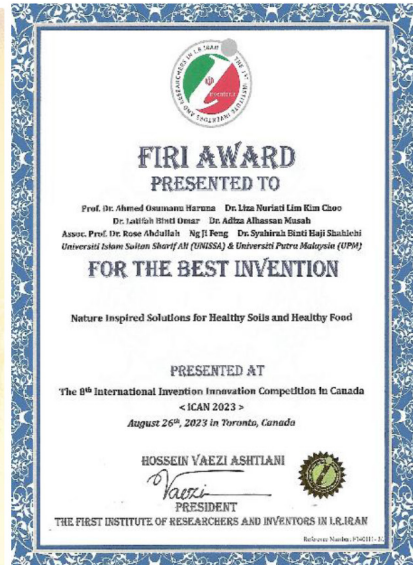 FIRI AWARD
PRESENTED TO
Prof. Dr. Ahmed Osumanu Haruna Dr. Liza Nuriati Lim Kim Choo
Dr. Latifah Binti Omar Dr. Adiza Alhassan Musah
Assoc. Prof. Dr. Rose Abdullah Ng Ji Feng Dr. Syahirah Binti Haji Shahlehi
Universiti Islam Sultan Sharif Ali (UNISSA) & Universiti Putra Malaysia (UPM)
FOR THE BEST INVENTION
Nature Inspired Solutions for Healthy Soils and Healthy Food
PRESENTED AT
The 8th International Invention Innovation Competition in Canada
< ICAN 2023 >
August 26th, 2023 in Toronto, Canada
HOSSEIN VAEZI ASHTIANI
Vaezi
PRESIDENT
THE FIRST INSTITUTE OF RESEARCHERS AND INVENTORS IN I.R.IRAN
Reference Number: